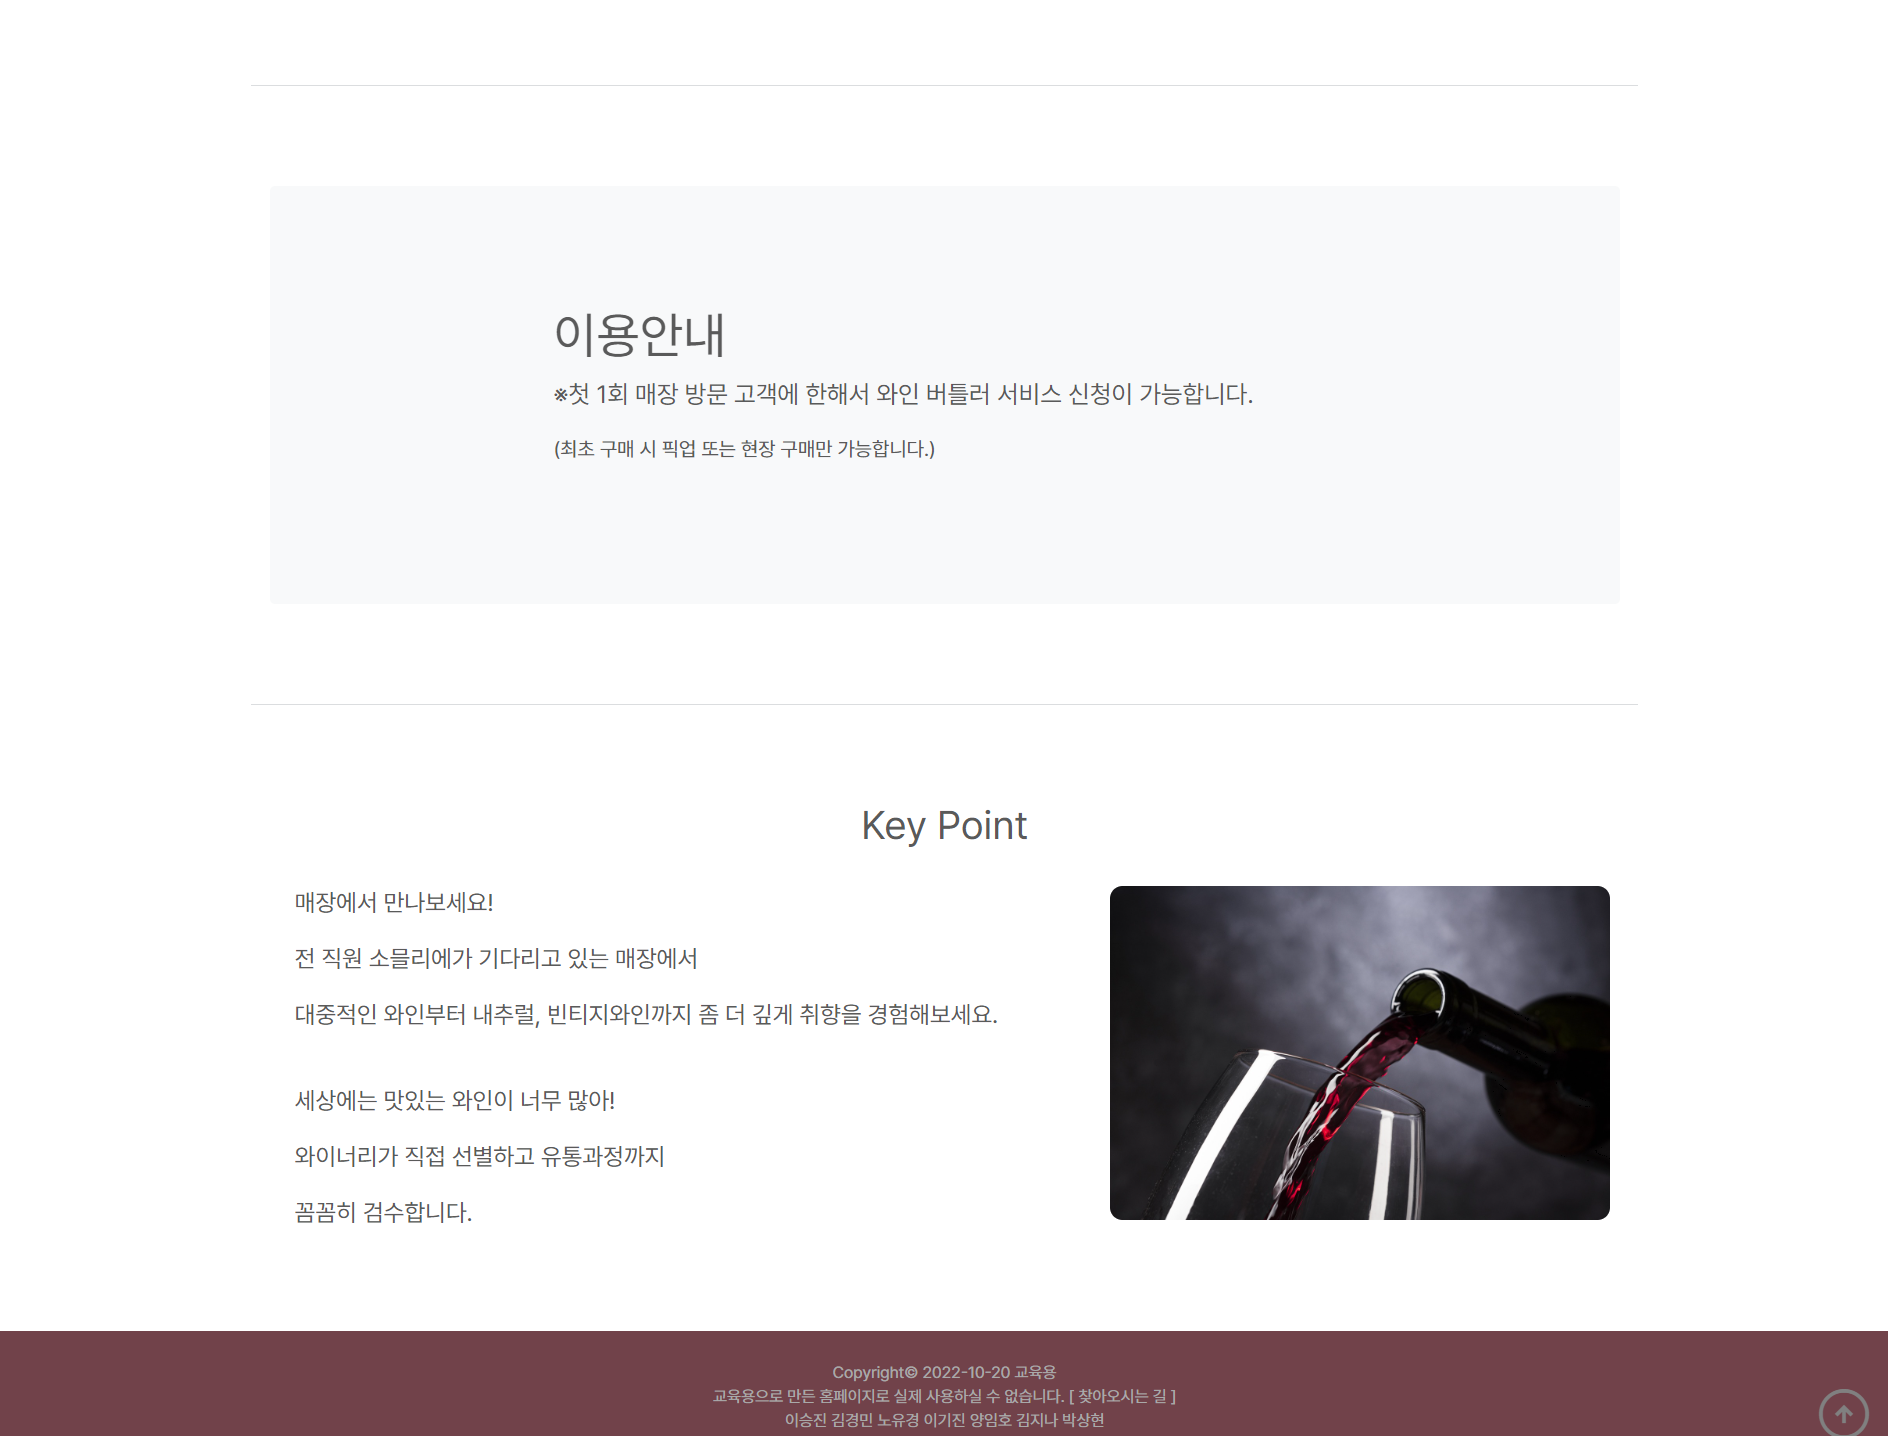 이용안내
※첫 1회 매장 방문 고객에 한해서 와인 버틀러 서비스 신청이 가능합니다.
(최초 구매 시 픽업 또는 현장 구매만 가능합니다.)
Key Point
매장에서 만나보세요!
전 직원 소믈리에가 기다리고 있는 매장에서
대중적인 와인부터 내추럴, 빈티지와인까지 좀 더 깊게 취향을 경험해보세요.
세상에는 맛있는 와인이 너무 많아!
와이너리가 직접 선별하고 유통과정까지
꼼꼼히 검수합니다.
Copyright© 2022-10-20 교육용
교육용으로 만든 홈페이지로 실제 사용하실 수 없습니다. [ 찾아오시는 길 ]
이승진 김경민 노유경 이기진 양임호 김지나 박상현